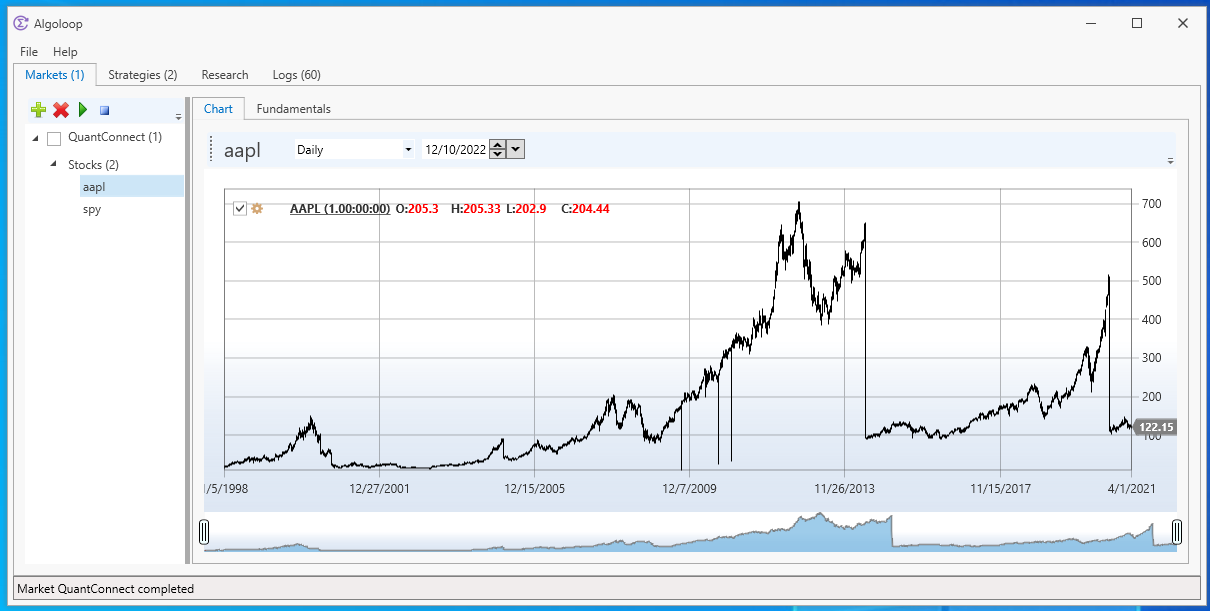 Algoloop
File Help
Markets (1) Strategies (2) Research Logs (60)
Chart Fundamentals
QuantConnect (1)
Stocks (2)
aapl
spy
aapl Daily 12/10/2022
AAPL (1.00:00:00) O:205.3 H:205.33 L:202.9 C:204.44
700
600
500
400
300
200
122.15
100
1/5/1998 12/27/2001 12/15/2005 12/7/2009 11/26/2013 11/15/2017 4/1/2021
Market QuantConnect completed